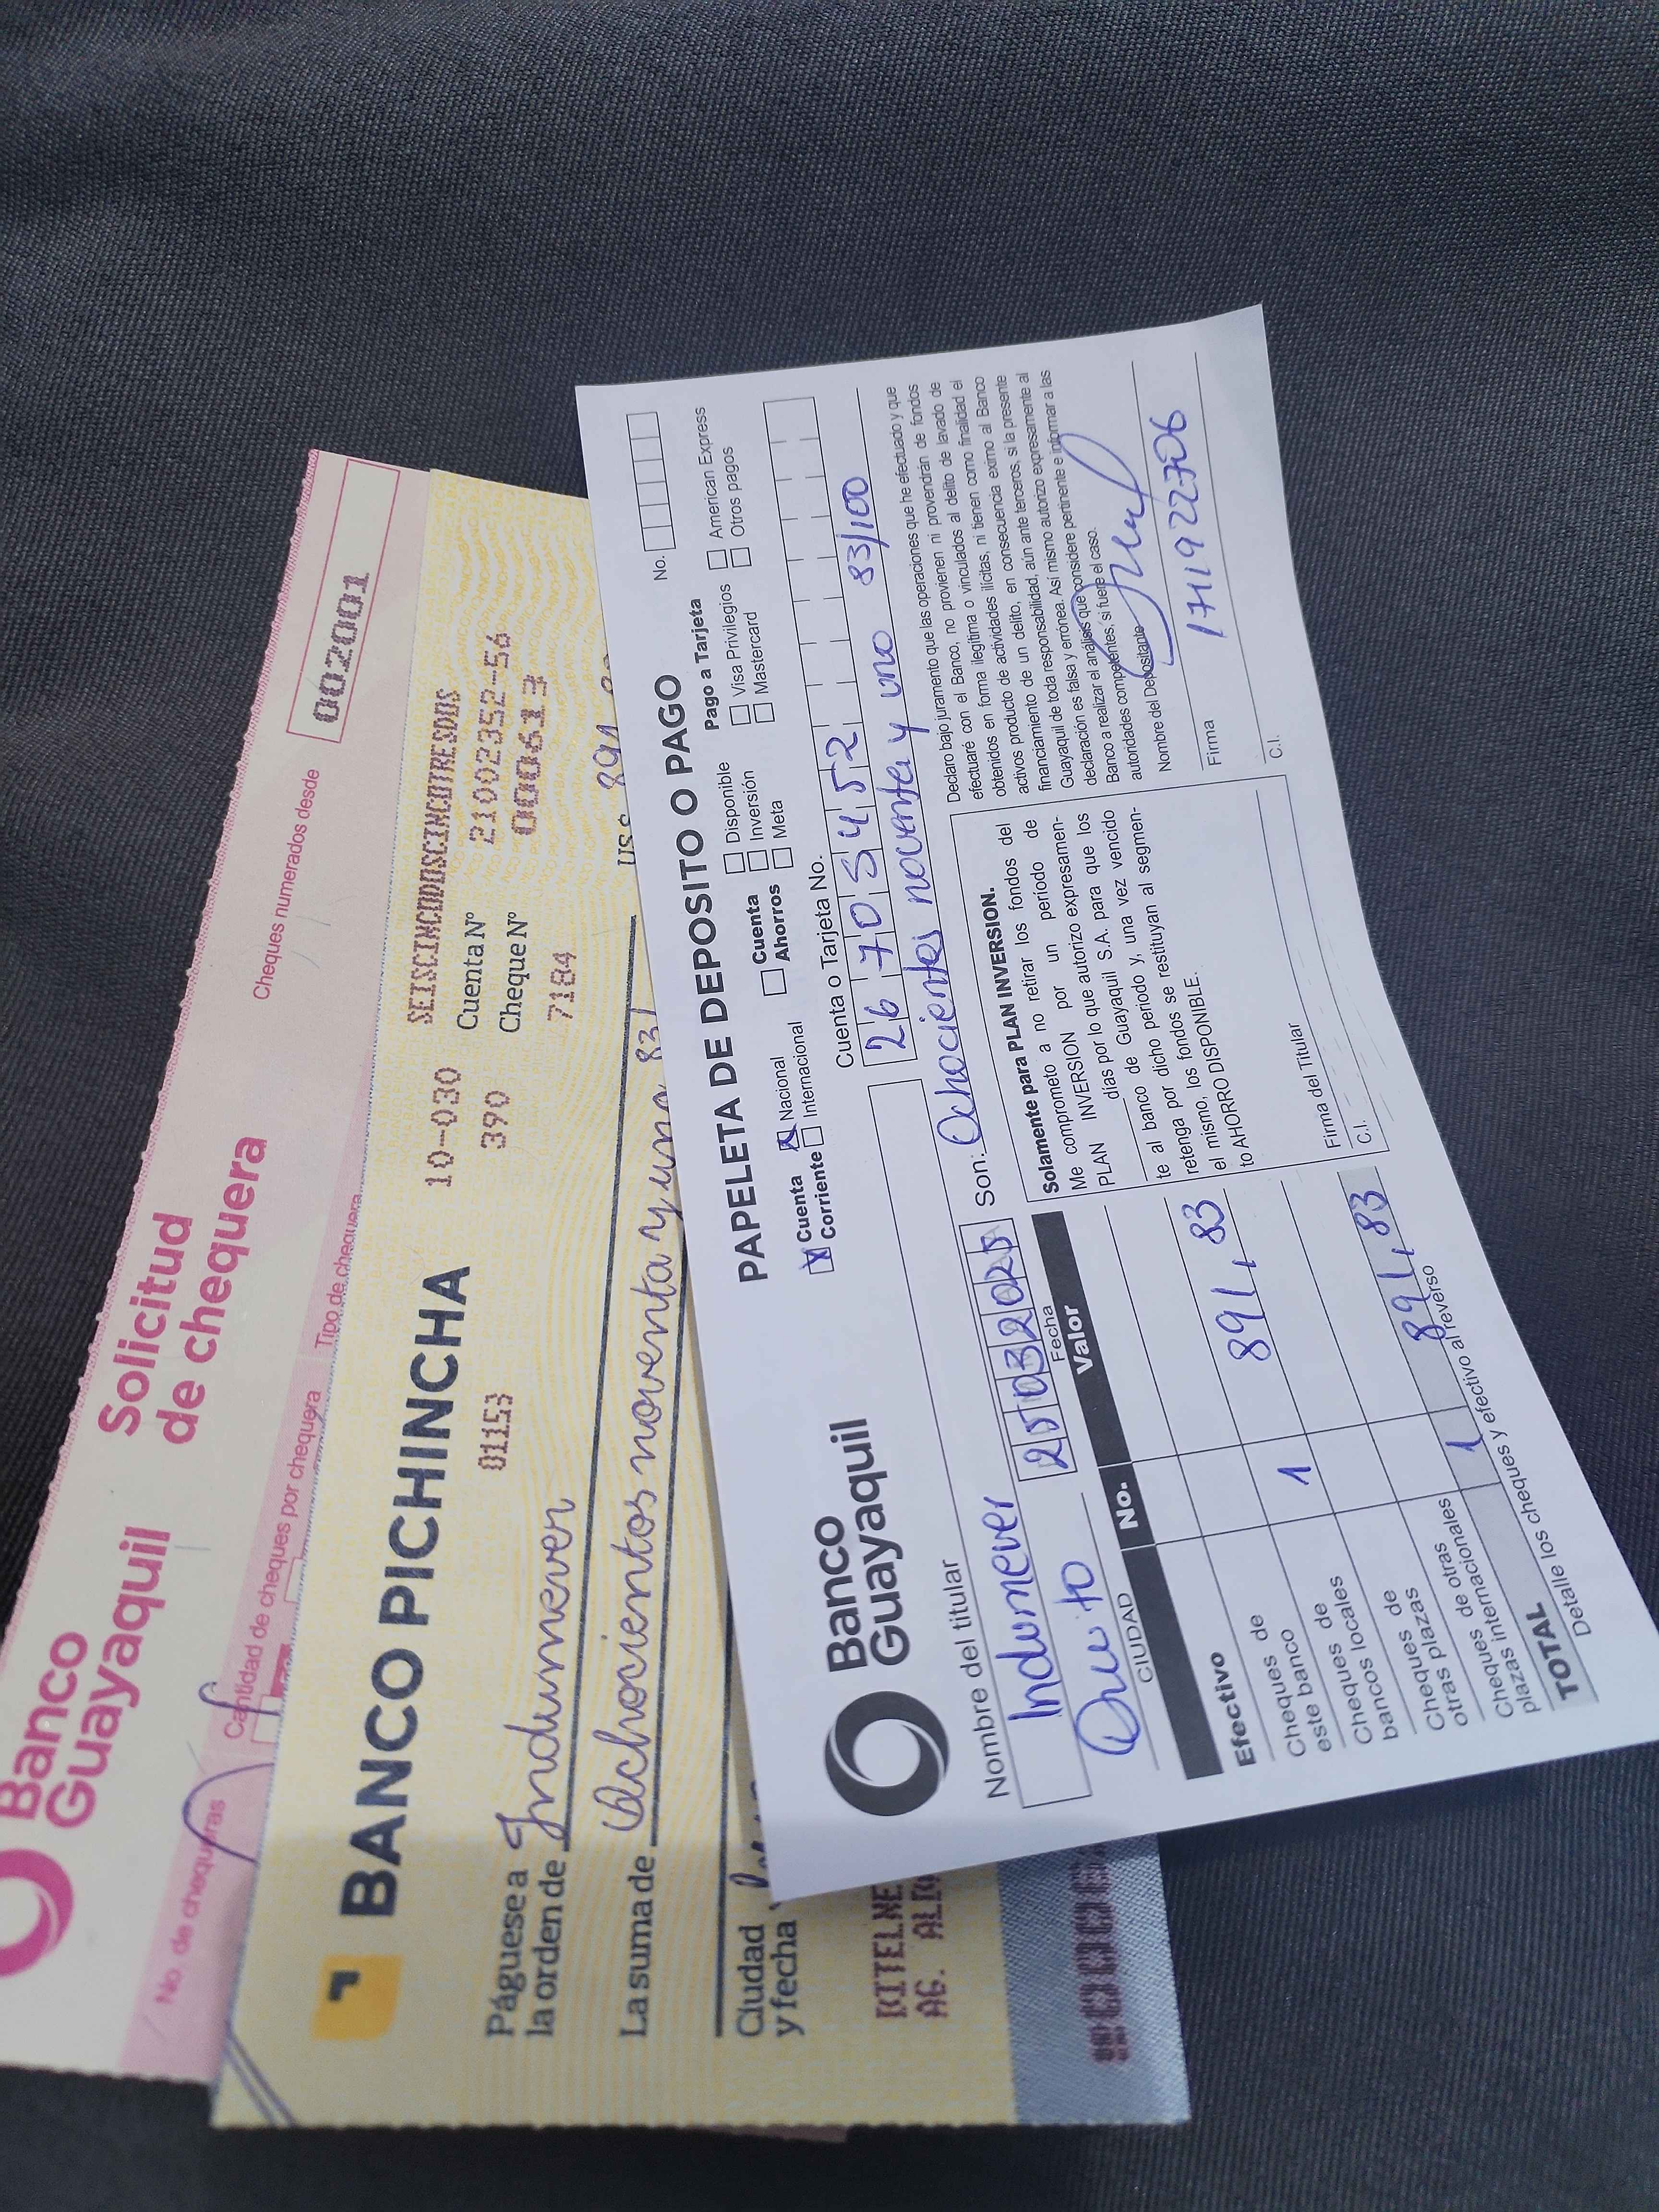 Banco
Guayaquil
Solicitud
de chequera
No. de chequeras
Cantidad de cheques por chequera
Tipo de chequera
Cheques numerados desde
002001
BANCO PICHINCHA
01153
10-030
390
SEISCINCODOSCINCOTRESDOS
Cuenta Nº 21002352-56
Cheque Nº 000613
7184
Páguese a
la orden de Indumever
US$ 891
La suma de Ochocientos noventa y uno 83/
Ciudad
y fecha
DITELNE
Banco
Guayaquil
PAPELETA DE DEPOSITO O PAGO
No.
X Cuenta
Corriente
Nacional
Internacional
Cuenta
Ahorros
Disponible
Inversión
Meta
Pago a Tarjeta
Visa Privilegios
Mastercard
American Express
Otros pagos
Nombre del titular
Indumever
Cuenta o Tarjeta No.
267035452
Quito
CIUDAD
25032025
Fecha
Son: Ochocientos noventa y uno 83/100
No.
Valor
Efectivo
Cheques de
este banco
Cheques de
bancos locales 1 891,83
Cheques de
otras plazas
Cheques de otras
plazas internacionales
TOTAL 1 891,83
Detalle los cheques y efectivo al reverso
Solamente para PLAN INVERSION.
Me comprometo a no retirar los fondos del
PLAN INVERSION por un período de
días por lo que autorizo expresamen-
te al banco de Guayaquil S.A. para que los
retenga por dicho período y, una vez vencido
el mismo, los fondos se restituyan al segmen-
to AHORRO DISPONIBLE.
Firma del Titular
C.I.
Declaro bajo juramento que las operaciones que he efectuado y que
efectuaré con el Banco, no provienen ni provendrán de fondos
obtenidos en forma ilegítima o vinculados al delito de lavado de
activos producto de un delito, en consecuencia eximo al Banco
financiamiento de actividades ilícitas, ni tienen como finalidad el
Guayaquil de toda responsabilidad, aún ante terceros, si la presente
declaración es falsa y errónea. Así mismo autorizo expresamente al
Banco a realizar el análisis que considere pertinente e informar a las
autoridades competentes, si fuere el caso.
Nombre del Depositante
Firma
1711922706
C.I.